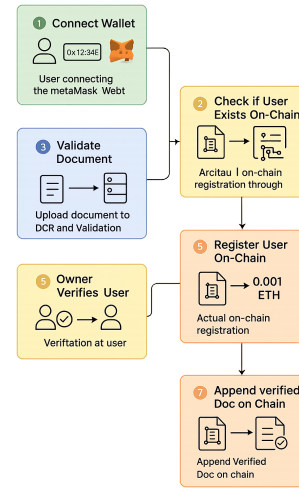 1 Connect Wallet
0x12:34E
User connecting
the metaMask Webt
2 Check if User
Exists On-Chain
Arcitau l on-chain
registration through
3 Validate
Document
Upload document to
DCR and Validation
5 Register User
On-Chain
0.001
ETH
Actual on-chain
registration
5 Owner
Verifies User
Veriftation at user
7 Append verified
Doc on Chain
Append Verified
Doc on chain